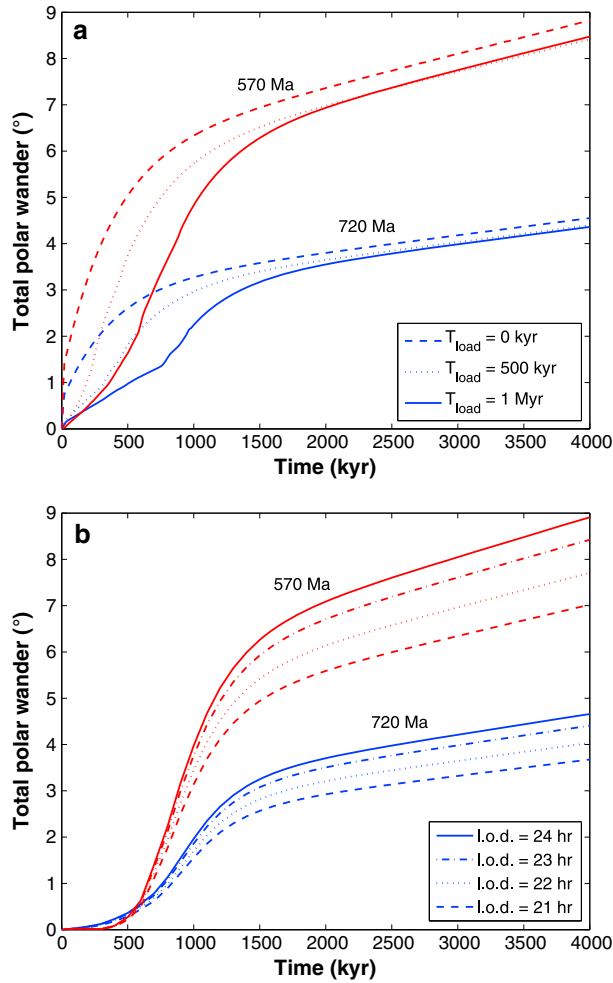 a
9
8
7
6
5
4
3
2
1
0
Total polar wander (°)
570 Ma
720 Ma
T_load = 0 kyr
T_load = 500 kyr
T_load = 1 Myr
0 500 1000 1500 2000 2500 3000 3500 4000
Time (kyr)
b
9
8
7
6
5
4
3
2
1
0
Total polar wander (°)
570 Ma
720 Ma
l.o.d. = 24 hr
l.o.d. = 23 hr
l.o.d. = 22 hr
l.o.d. = 21 hr
0 500 1000 1500 2000 2500 3000 3500 4000
Time (kyr)